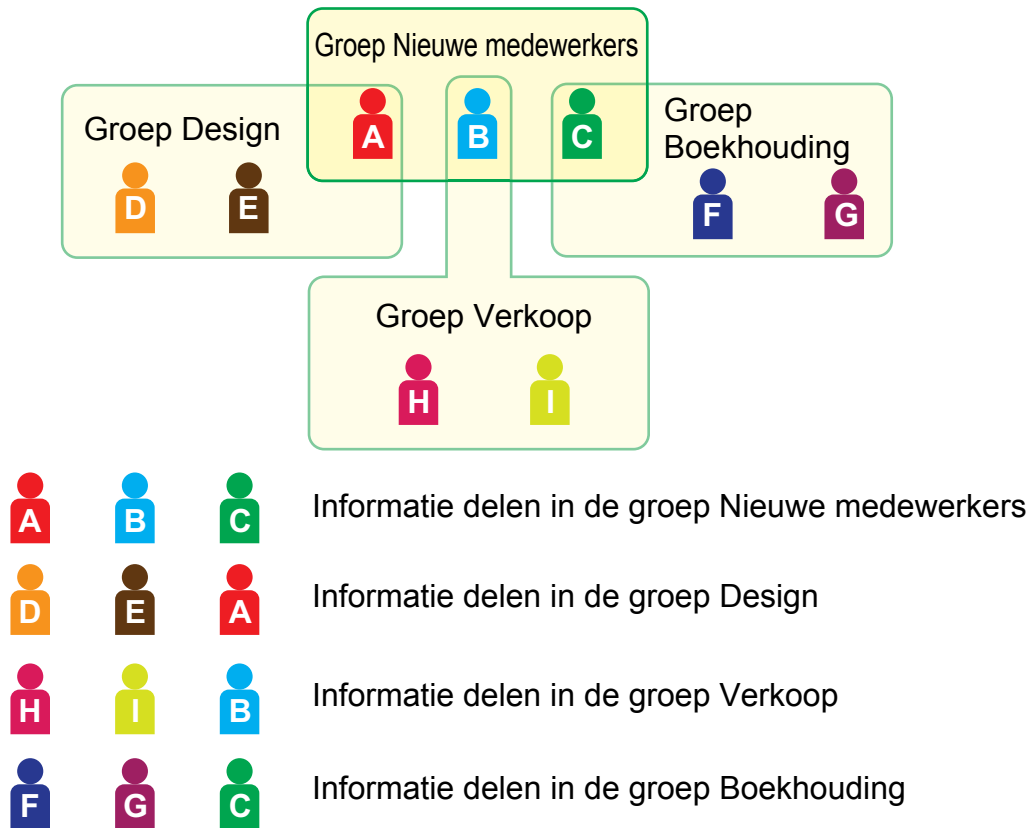 Groep Nieuwe medewerkers
Groep Design
A
B
C
Groep
Boekhouding
D
E
F
G
Groep Verkoop
H
I
A B C Informatie delen in de groep Nieuwe medewerkers
D E A Informatie delen in de groep Design
H I B Informatie delen in de groep Verkoop
F G C Informatie delen in de groep Boekhouding